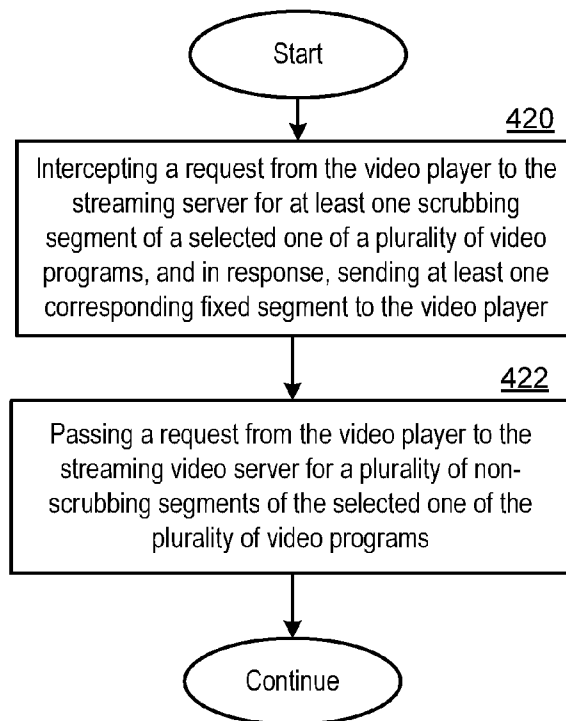 Start
420
Intercepting a request from the video player to the
streaming server for at least one scrubbing
segment of a selected one of a plurality of video
programs, and in response, sending at least one
corresponding fixed segment to the video player
422
Passing a request from the video player to the
streaming video server for a plurality of non-
scrubbing segments of the selected one of the
plurality of video programs
Continue